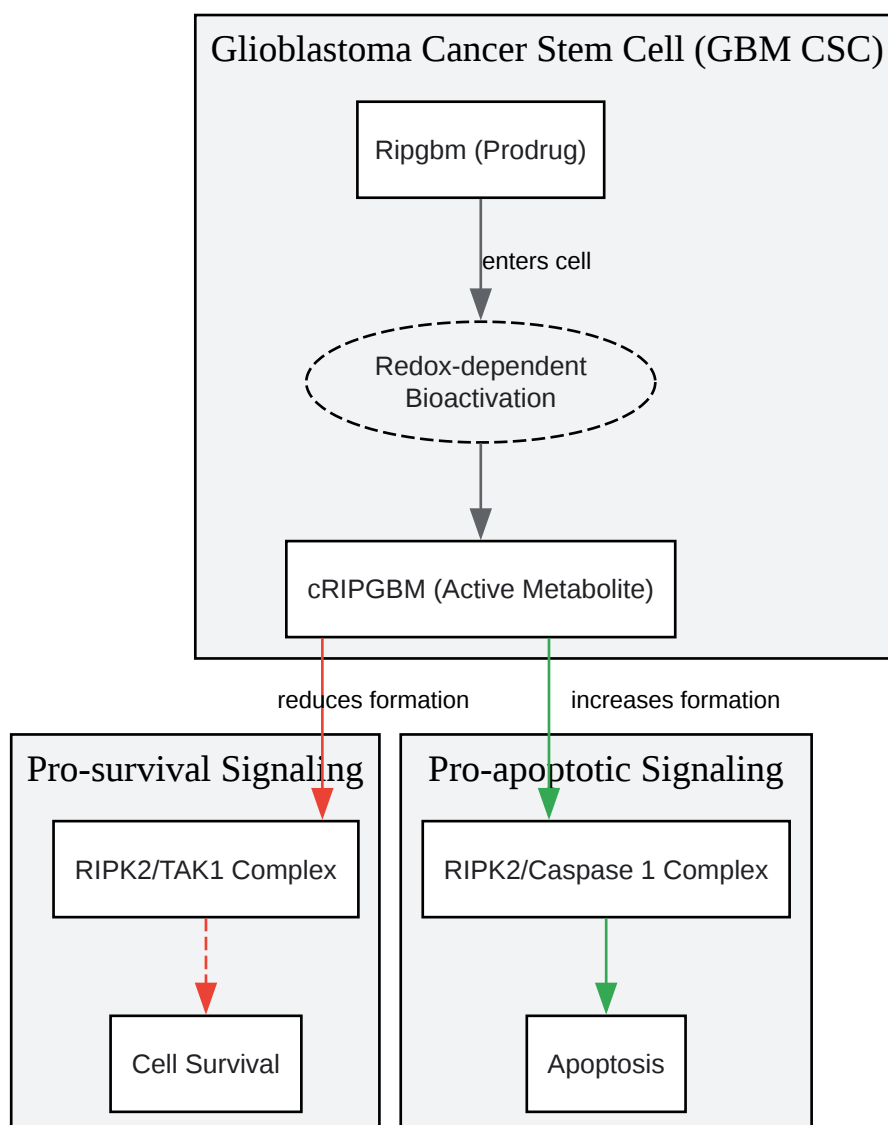 Glioblastoma Cancer Stem Cell (GBM CSC)
Ripgbm (Prodrug)
enters cell
Redox-dependent
Bioactivation
cRIPGBM (Active Metabolite)
reduces formation
increases formation
Pro-survival Signaling
Pro-apoptotic Signaling
RIPK2/TAK1 Complex
RIPK2/Caspase 1 Complex
Cell Survival
Apoptosis